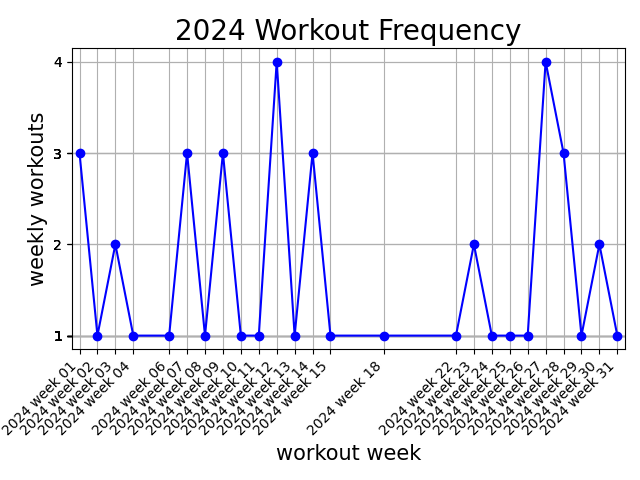 2024 Workout Frequency
weekly workouts
4
3
2
1
2024 week 01
2024 week 02
2024 week 03
2024 week 04
2024 week 06
2024 week 07
2024 week 08
2024 week 09
2024 week 10
2024 week 11
2024 week 12
2024 week 13
2024 week 14
2024 week 15
2024 week 18
2024 week 22
2024 week 23
2024 week 24
2024 week 25
2024 week 26
2024 week 27
2024 week 28
2024 week 29
2024 week 30
2024 week 31
workout week